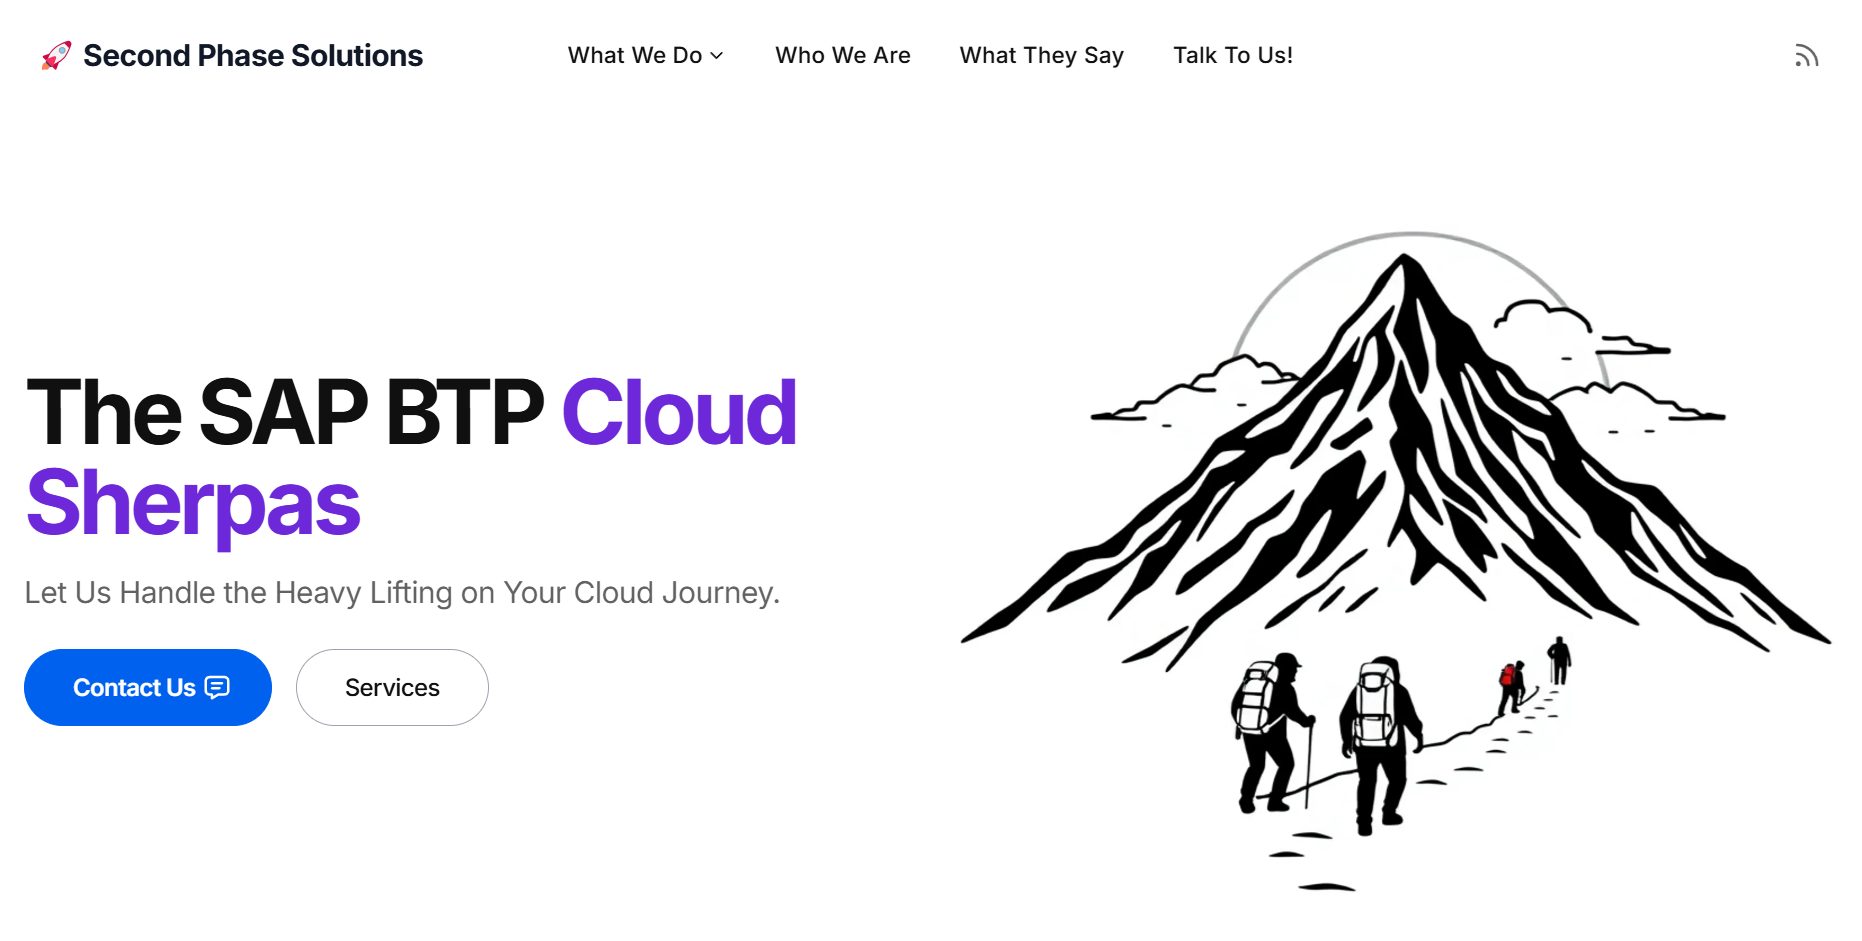 🚀 Second Phase Solutions
What We Do
Who We Are
What They Say
Talk To Us!
The SAP BTP Cloud
Sherpas
Let Us Handle the Heavy Lifting on Your Cloud Journey.
Contact Us
Services